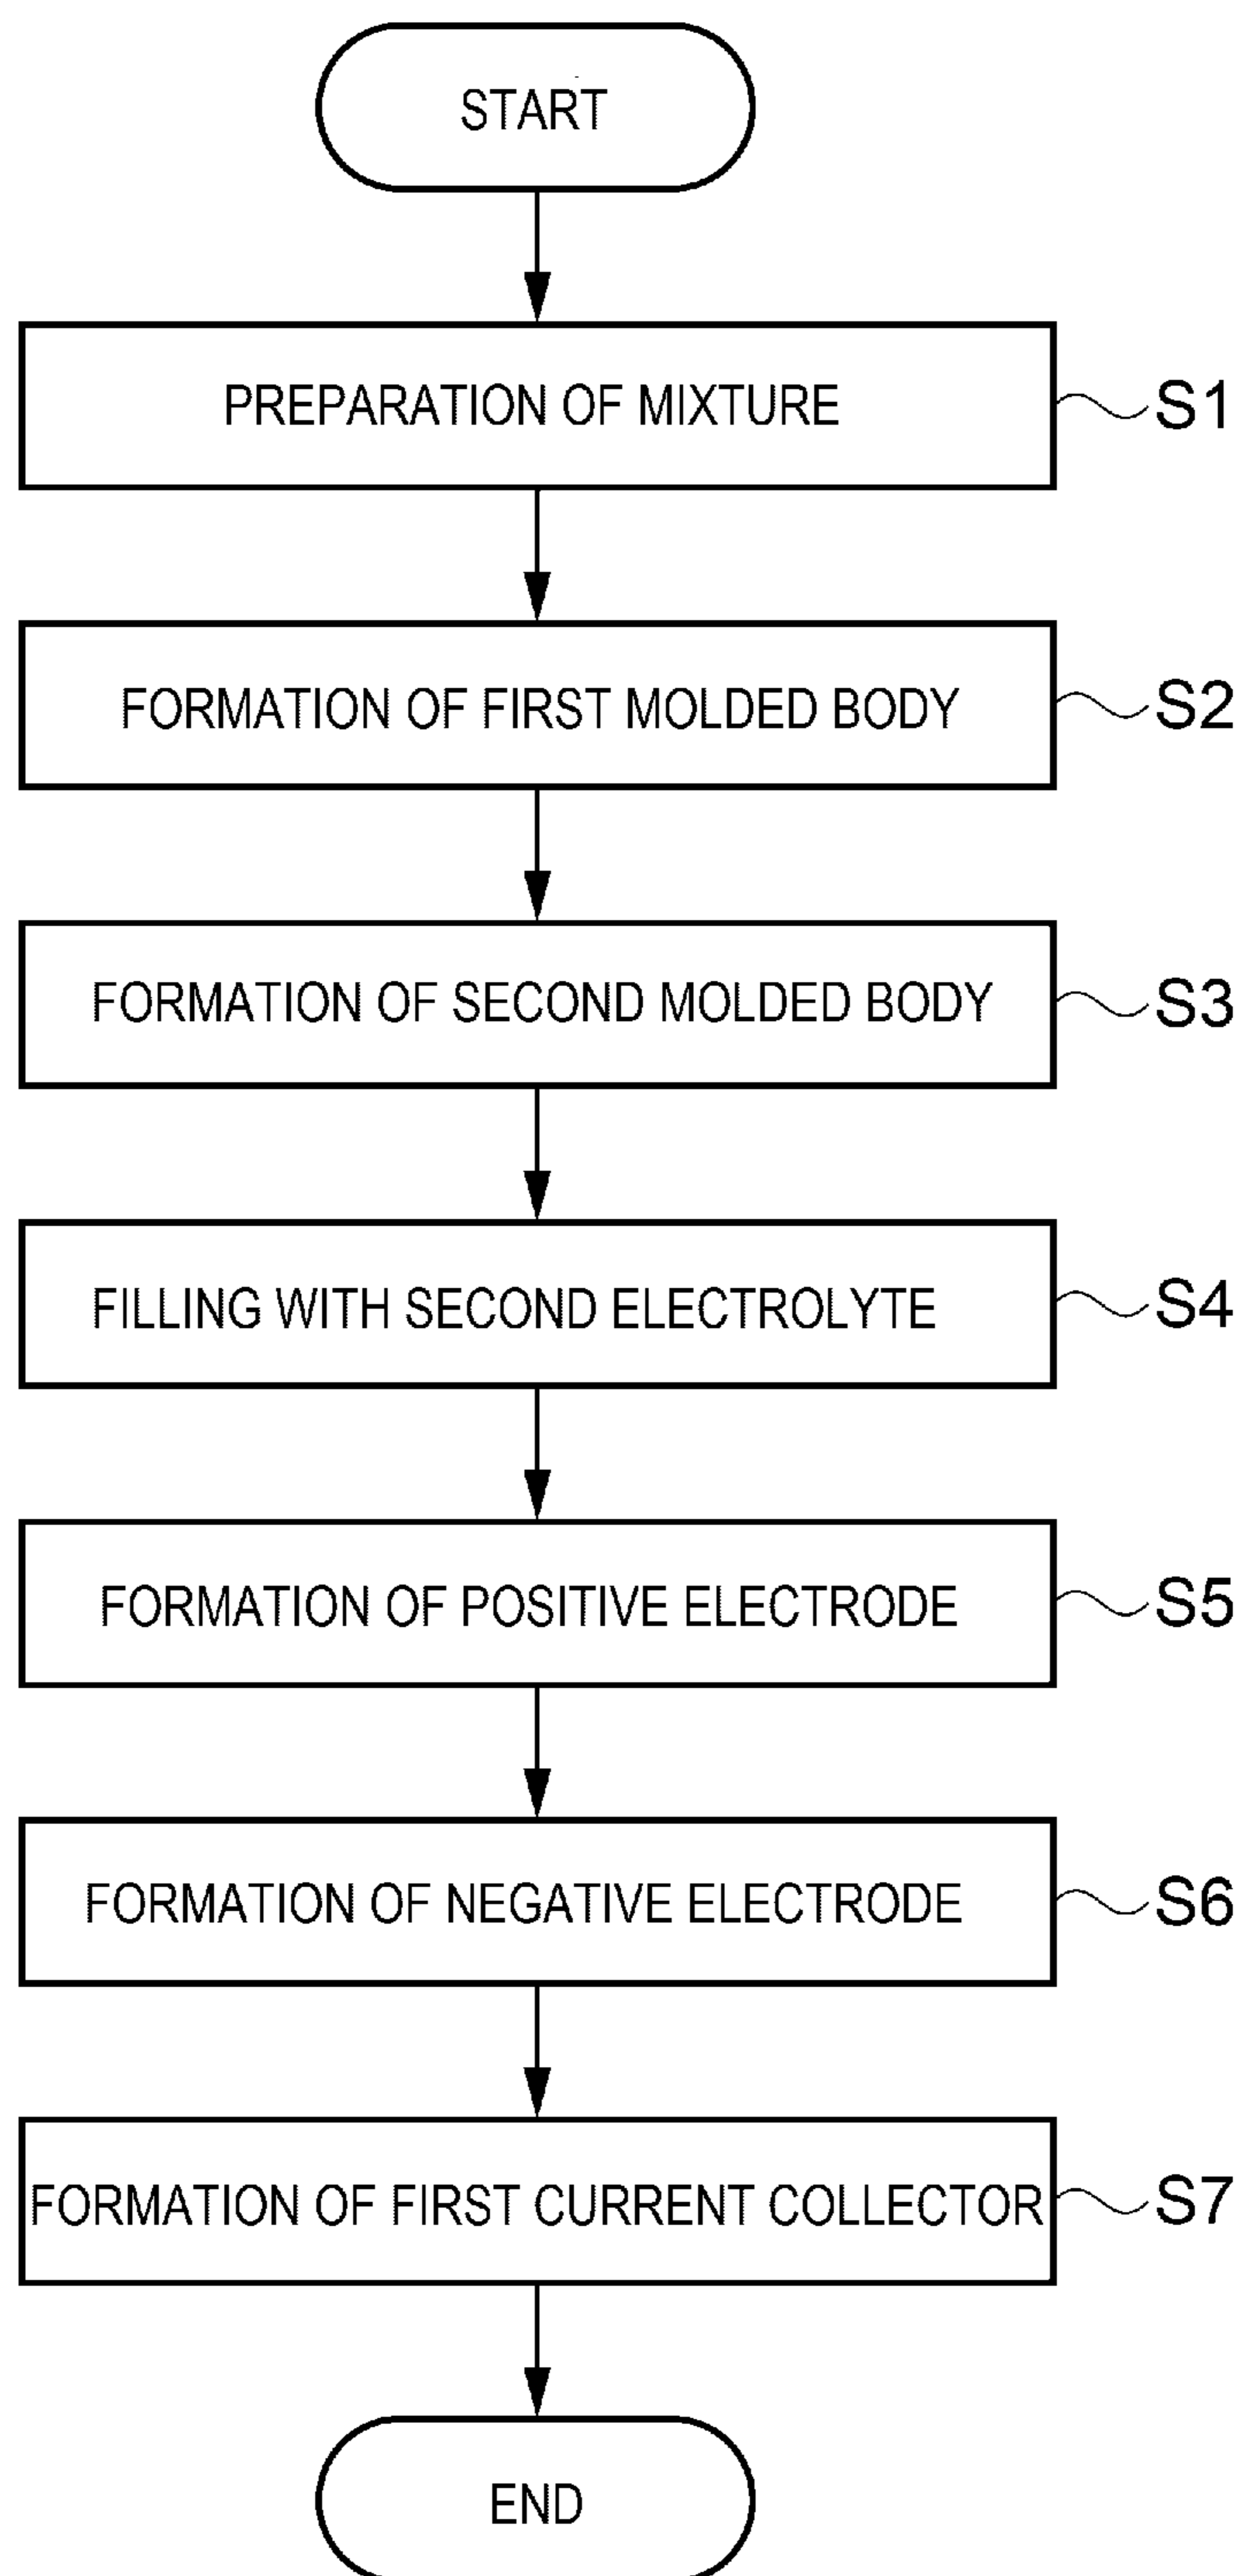 START
PREPARATION OF MIXTURE S1
FORMATION OF FIRST MOLDED BODY S2
FORMATION OF SECOND MOLDED BODY S3
FILLING WITH SECOND ELECTROLYTE S4
FORMATION OF POSITIVE ELECTRODE S5
FORMATION OF NEGATIVE ELECTRODE S6
FORMATION OF FIRST CURRENT COLLECTOR S7
END